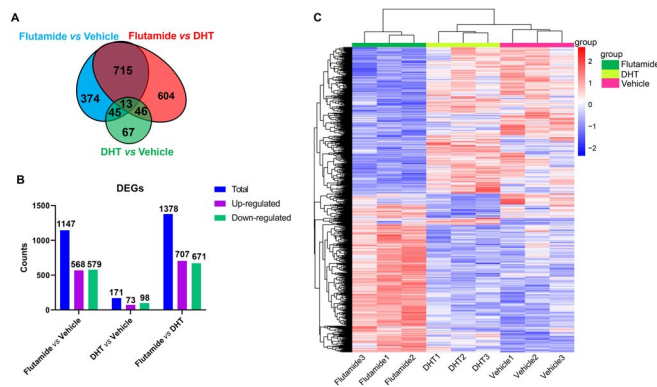 A
Flutamide vs Vehicle Flutamide vs DHT
715
374
604
13
45 46
67
DHT vs Vehicle
B
DEGs
Total
Up-regulated
Down-regulated
Counts
1500
1000
500
0
1147
568 579
171
73 98
1378
707 671
Flutamide vs Vehicle
DHT vs Vehicle
Flutamide vs DHT
C
group
2
1
0
−1
−2
group
Flutamide
DHT
Vehicle
Flutamide3
Flutamide1
Flutamide2
DHT1
DHT2
DHT3
Vehicle1
Vehicle2
Vehicle3